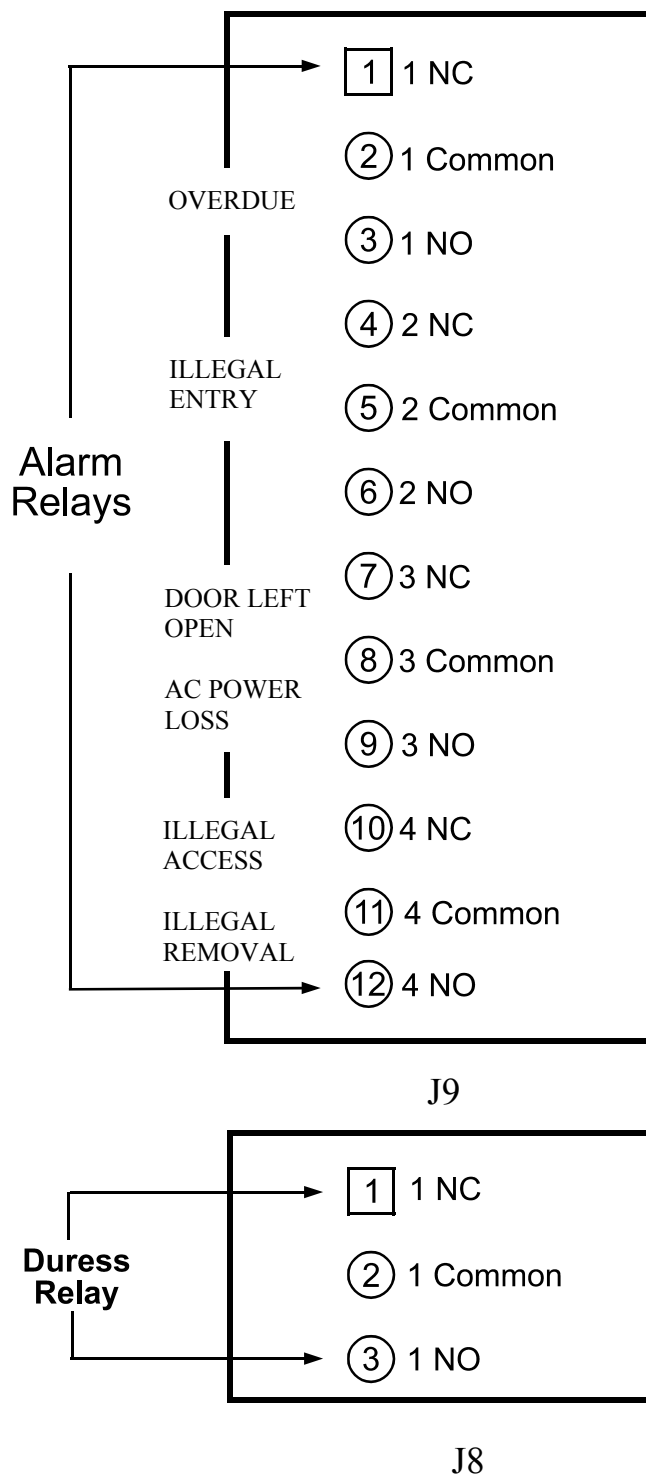 1 1 NC
2 1 Common
OVERDUE
3 1 NO
4 2 NC
ILLEGAL
ENTRY
5 2 Common
Alarm
Relays
6 2 NO
7 3 NC
DOOR LEFT
OPEN
8 3 Common
AC POWER
LOSS
9 3 NO
10 4 NC
ILLEGAL
ACCESS
11 4 Common
ILLEGAL
REMOVAL
12 4 NO
J9
1 1 NC
Duress
Relay
2 1 Common
3 1 NO
J8